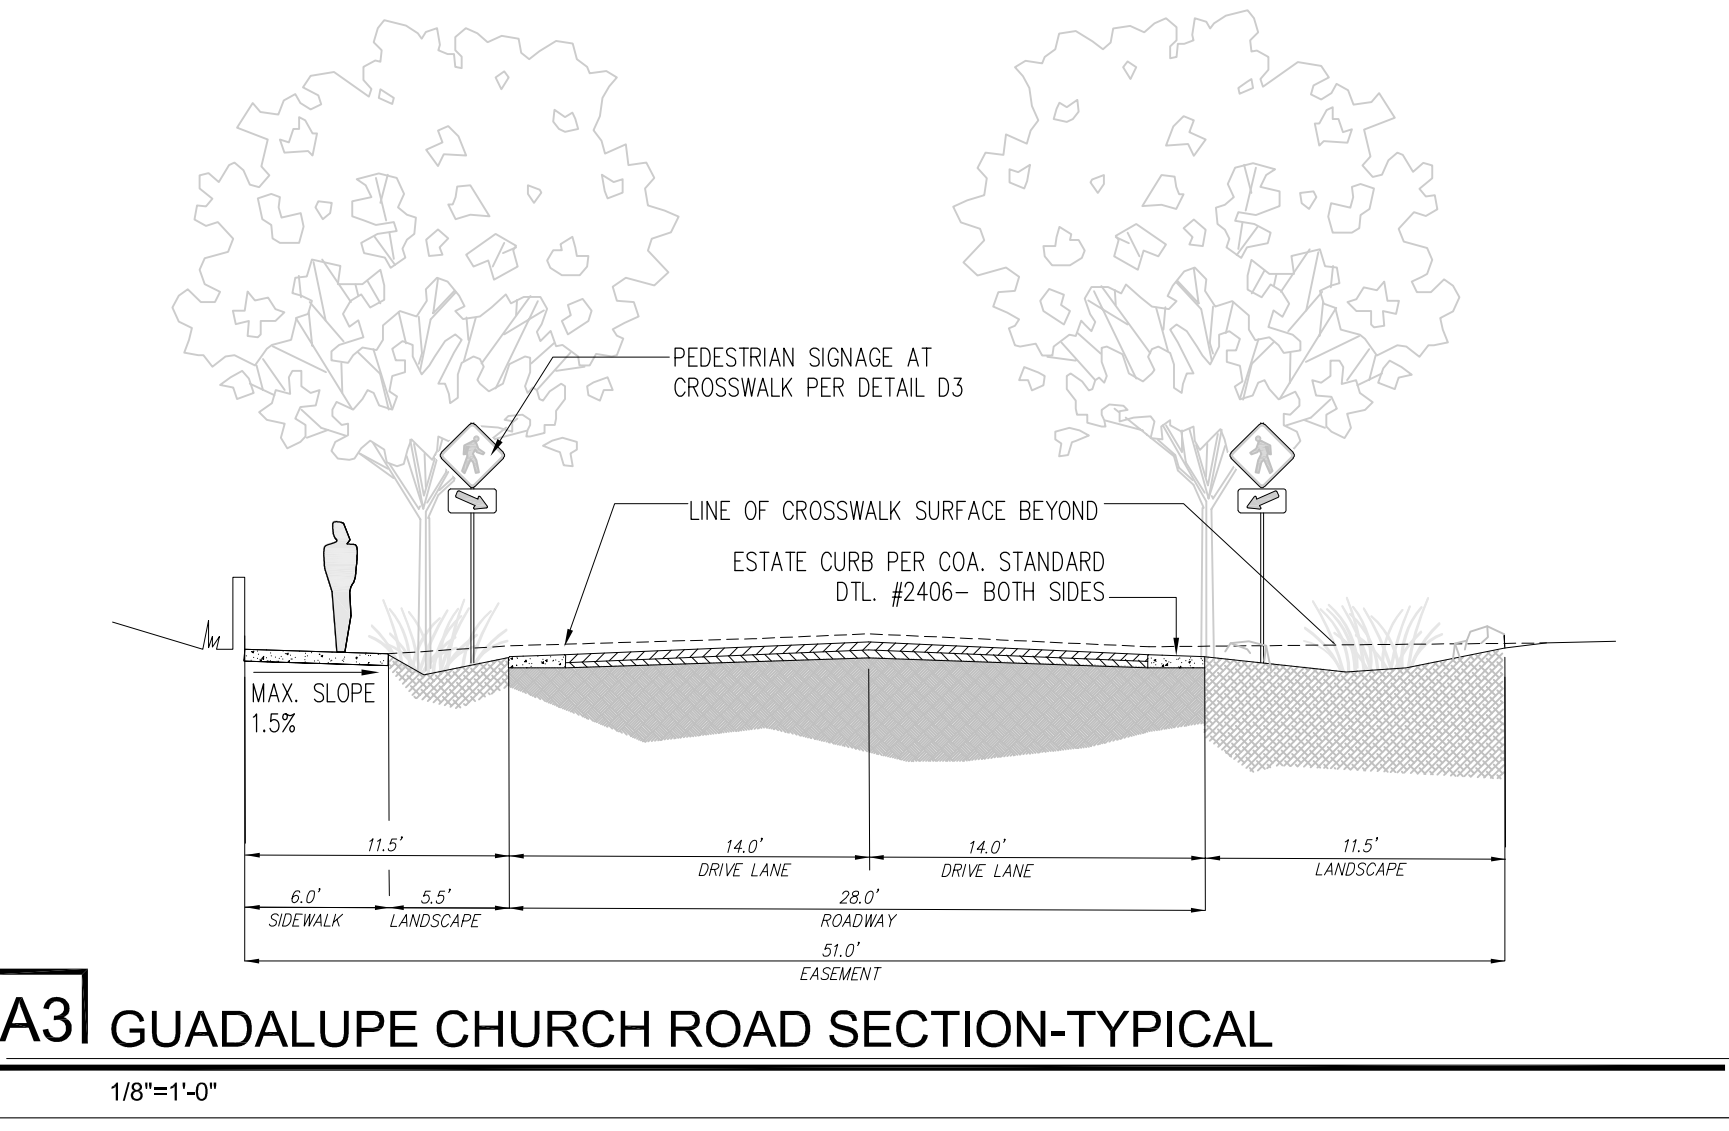 PEDESTRIAN SIGNAGE AT
CROSSWALK PER DETAIL D3
LINE OF CROSSWALK SURFACE BEYOND
ESTATE CURB PER COA. STANDARD
DTL. #2406- BOTH SIDES
MAX. SLOPE
1.5%
11.5'
14.0'
DRIVE LANE
14.0'
DRIVE LANE
11.5'
LANDSCAPE
6.0'
SIDEWALK
5.5'
LANDSCAPE
28.0'
ROADWAY
51.0'
EASEMENT
A3
GUADALUPE CHURCH ROAD SECTION-TYPICAL
1/8"=1'-0"